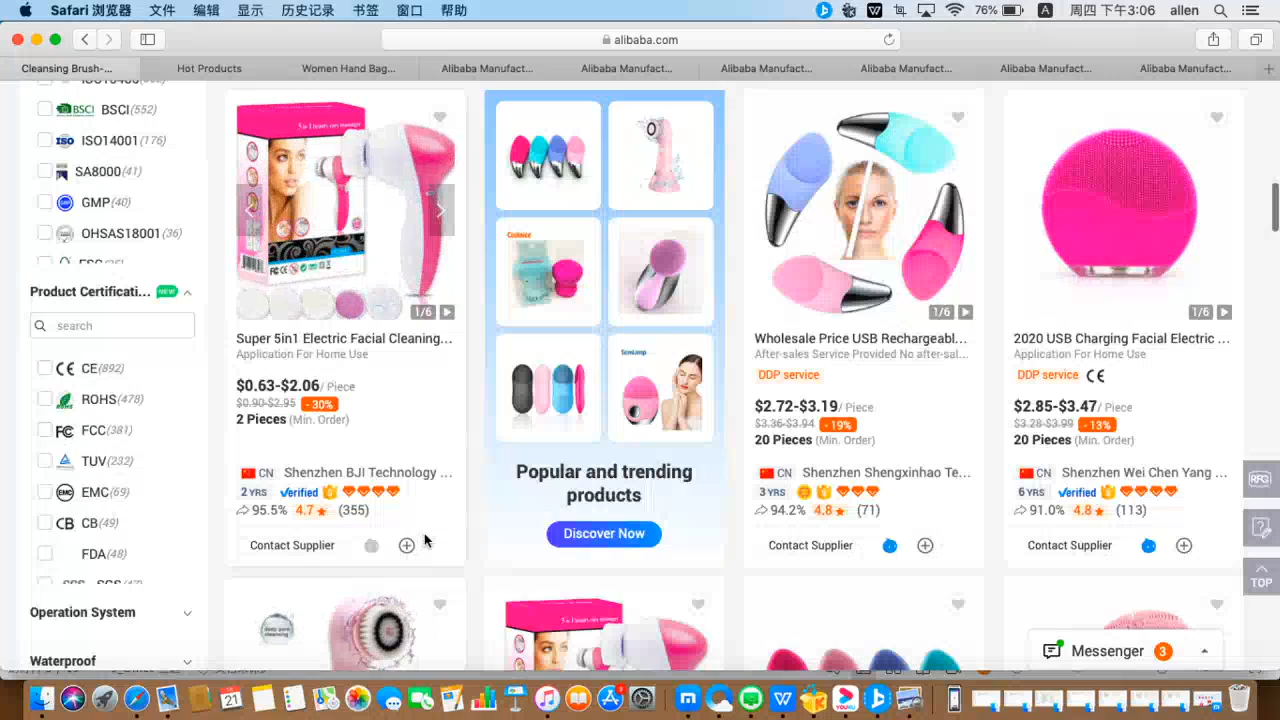 Safari 浏览器 文件 编辑 显示 历史记录 书签 窗口 帮助 76% 周四 下午3:06 allen
alibaba.com
Cleansing Brush-... Hot Products Women Hand Bag... Alibaba Manufact... Alibaba Manufact... Alibaba Manufact... Alibaba Manufact... Alibaba Manufact... Alibaba Manufact...
BSCI BSCI(552)
ISO ISO14001(176)
SA8000(41)
GMP(40)
OHSAS18001(36)
Product Certificati... NEW
search
CE(892)
ROHS(478)
FCC(381)
TUV(232)
EMC(69)
CB(49)
FDA(48)
Operation System
Waterproof
1/6
Super 5in1 Electric Facial Cleaning...
Application For Home Use
$0.63-$2.06/ Piece
$0.90-$2.95 - 30%
2 Pieces (Min. Order)
CN Shenzhen BJI Technology ...
2 YRS Verified
95.5% 4.7 (355)
Contact Supplier
Popular and trending
products
Discover Now
1/6
Wholesale Price USB Rechargeabl...
After-sales Service Provided No after-sal...
DDP service
$2.72-$3.19/ Piece
$3.36-$3.94 - 19%
20 Pieces (Min. Order)
CN Shenzhen Shengxinhao Te...
3 YRS
94.2% 4.8 (71)
Contact Supplier
1/6
2020 USB Charging Facial Electric ...
Application For Home Use
DDP service CE
$2.85-$3.47/ Piece
$3.28-$3.99 - 13%
20 Pieces (Min. Order)
CN Shenzhen Wei Chen Yang ...
6 YRS Verified
91.0% 4.8 (113)
Contact Supplier
RFQ
TOP
deep pore
cleansing
Messenger 3
21
YOUKU